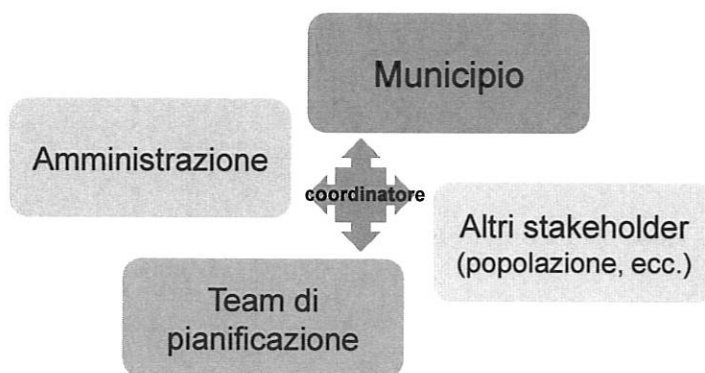 Municipio
Amministrazione
coordinatore
Altri stakeholder
(popolazione, ecc.)
Team di
pianificazione